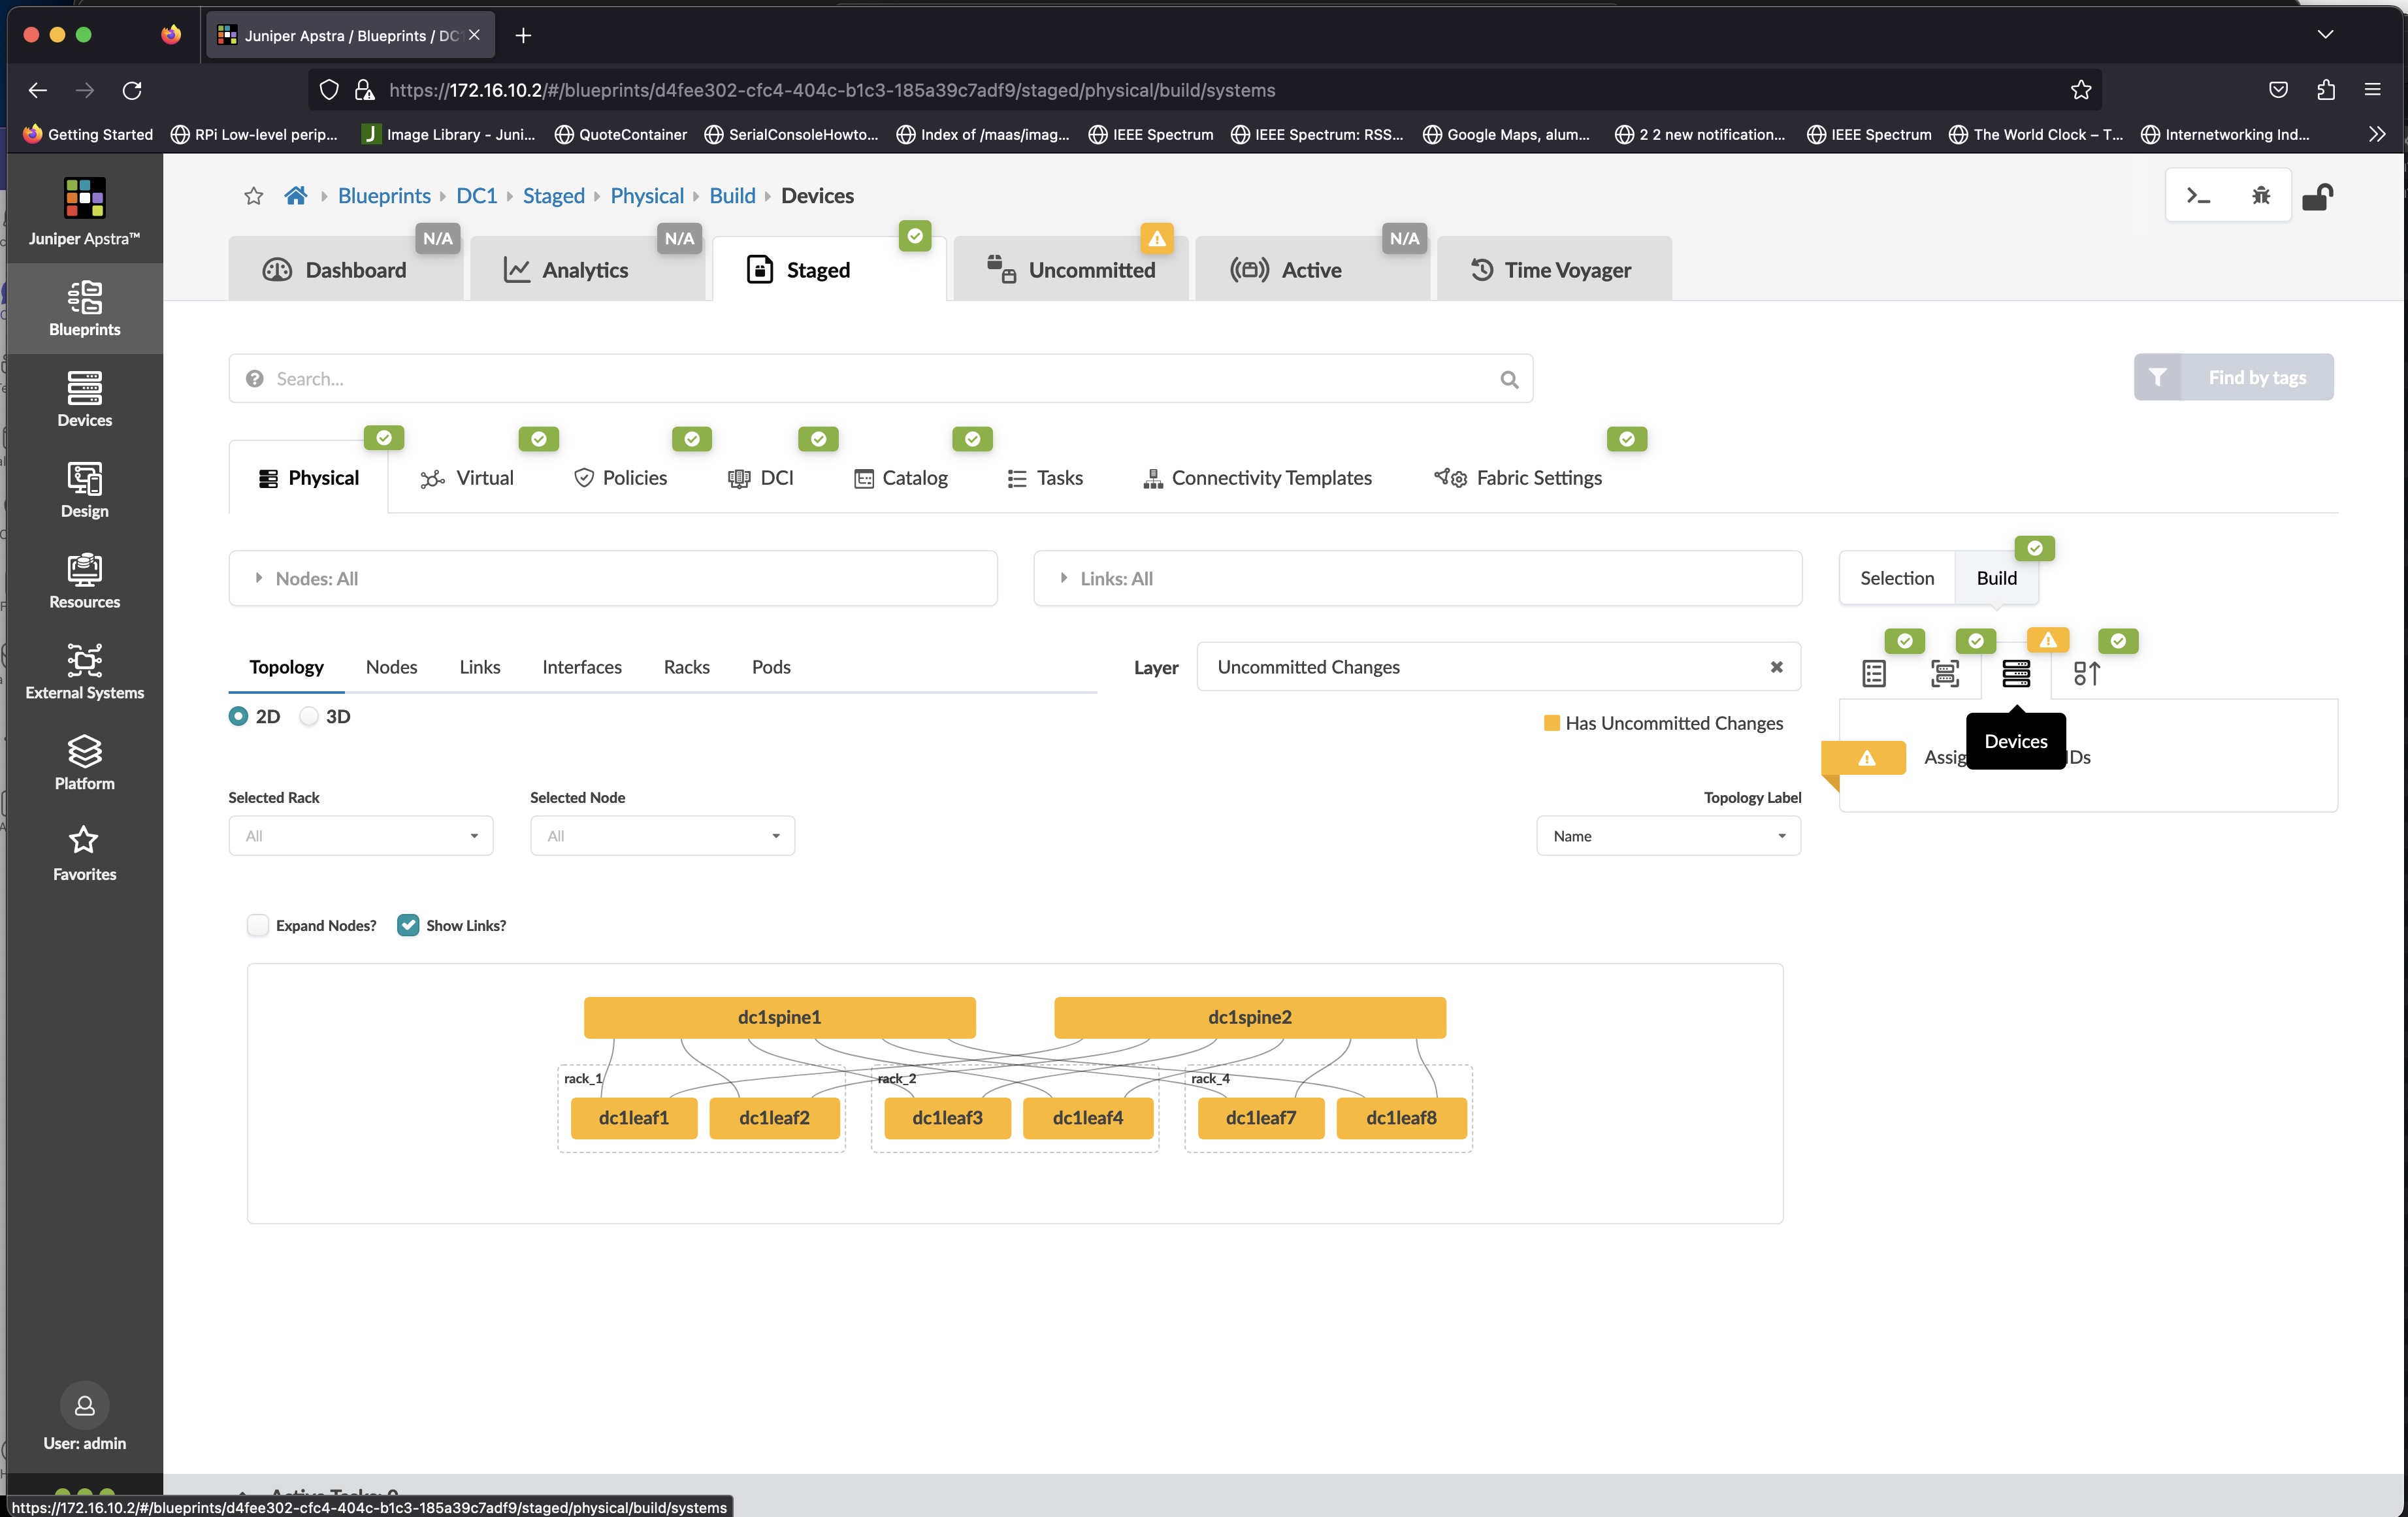 Juniper Apstra / Blueprints / DC
https://172.16.10.2/#/blueprints/d4fee302-cfc4-404c-b1c3-185a39c7adf9/staged/physical/build/systems
Getting Started
RPi Low-level perip...
Image Library - Juni...
QuoteContainer
SerialConsoleHowto...
Index of /maas/imag...
IEEE Spectrum
IEEE Spectrum: RSS...
Google Maps, alum...
2 2 new notification...
IEEE Spectrum
The World Clock – T...
Internetworking Ind...
Juniper Apstra™
Blueprints
Devices
Design
Resources
External Systems
Platform
Favorites
User: admin
Blueprints
DC1
Staged
Physical
Build
Devices
Dashboard
N/A
Analytics
N/A
Staged
Uncommitted
Active
N/A
Time Voyager
Search...
Find by tags
Physical
Virtual
Policies
DCI
Catalog
Tasks
Connectivity Templates
Fabric Settings
Nodes: All
Links: All
Selection
Build
Topology
Nodes
Links
Interfaces
Racks
Pods
Layer
Uncommitted Changes
2D
3D
Has Uncommitted Changes
Devices
Assig
IDs
Selected Rack
All
Selected Node
All
Topology Label
Name
Expand Nodes?
Show Links?
dc1spine1
dc1spine2
rack_1
rack_2
rack_4
dc1leaf1
dc1leaf2
dc1leaf3
dc1leaf4
dc1leaf7
dc1leaf8
Active Tasks: 0
https://172.16.10.2/#/blueprints/d4fee302-cfc4-404c-b1c3-185a39c7adf9/staged/physical/build/systems